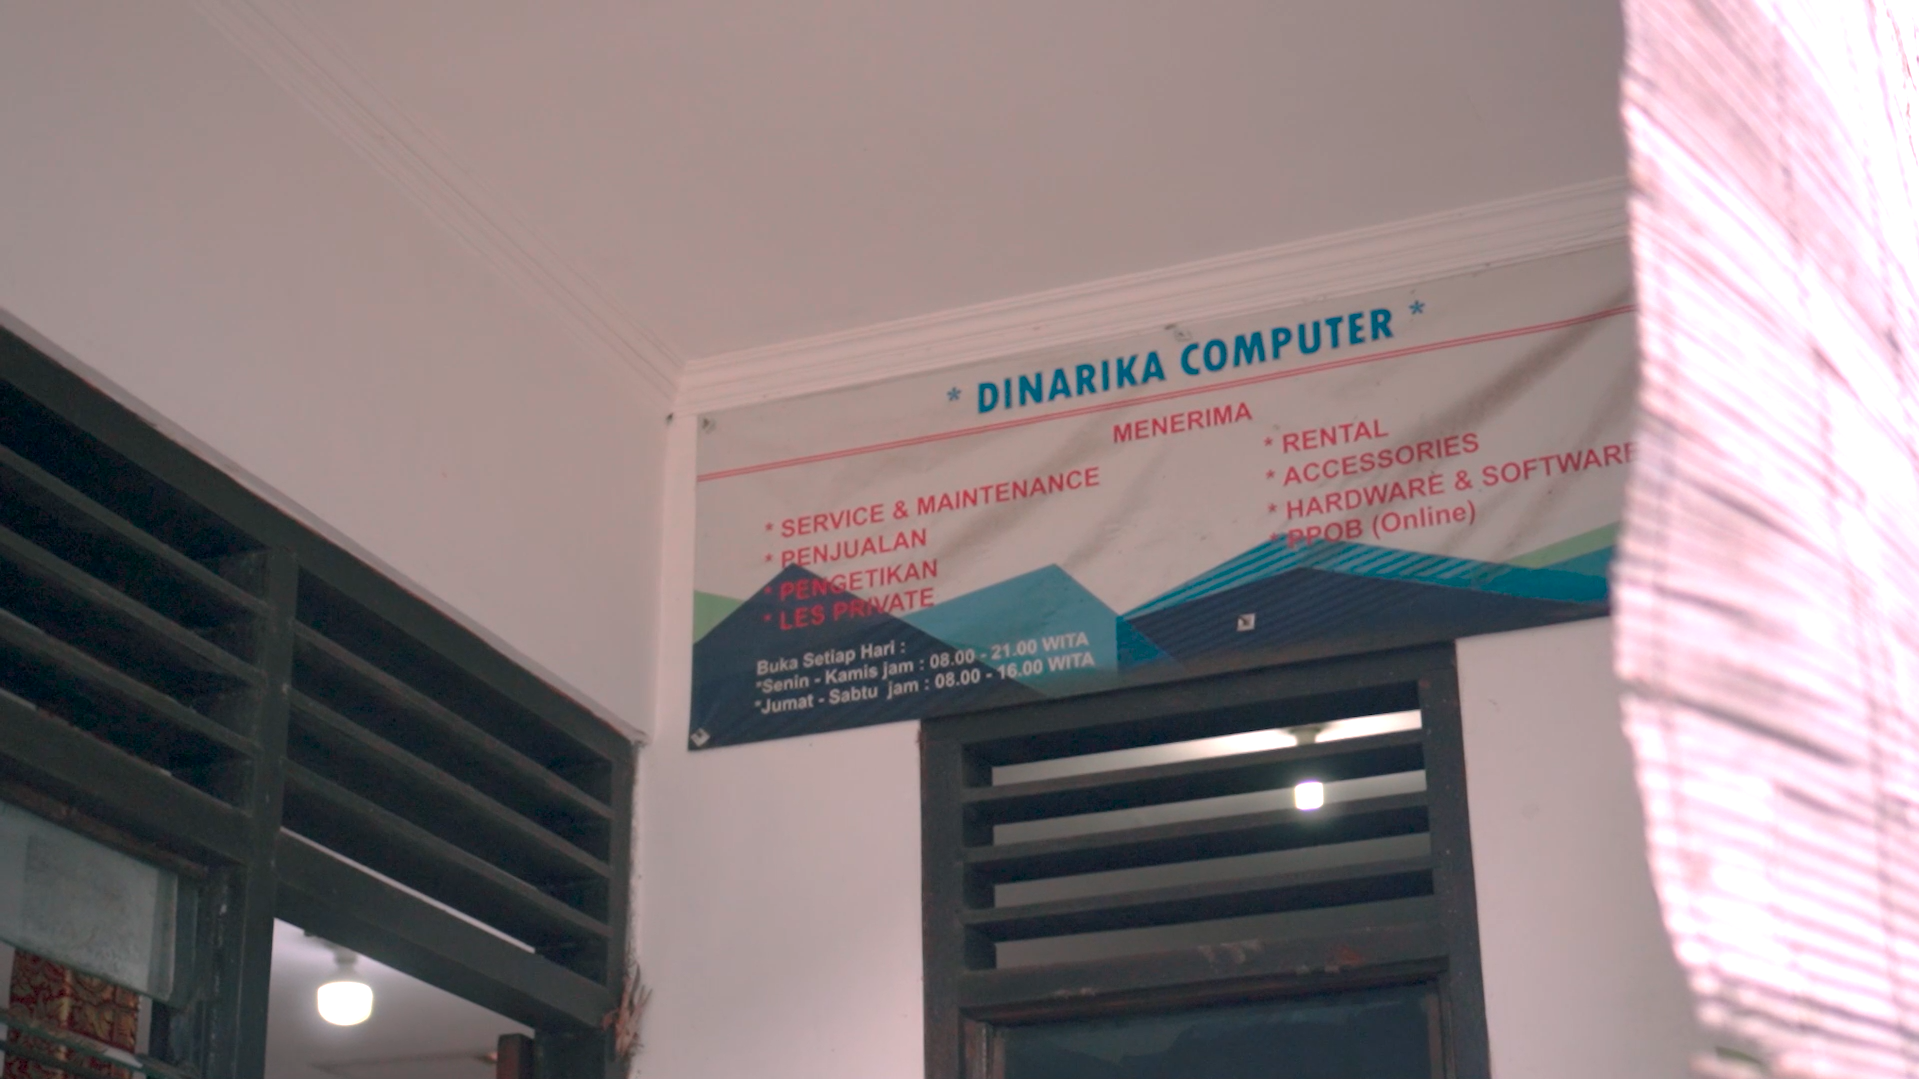 * DINARIKA COMPUTER *
MENERIMA
* SERVICE & MAINTENANCE
* PENJUALAN
* PENGETIKAN
* LES PRIVATE
* RENTAL
* ACCESSORIES
* HARDWARE & SOFTWARE
* PPOB (Online)
Buka Setiap Hari :
*Senin - Kamis jam : 08.00 - 21.00 WITA
*Jumat - Sabtu jam : 08.00 - 16.00 WITA